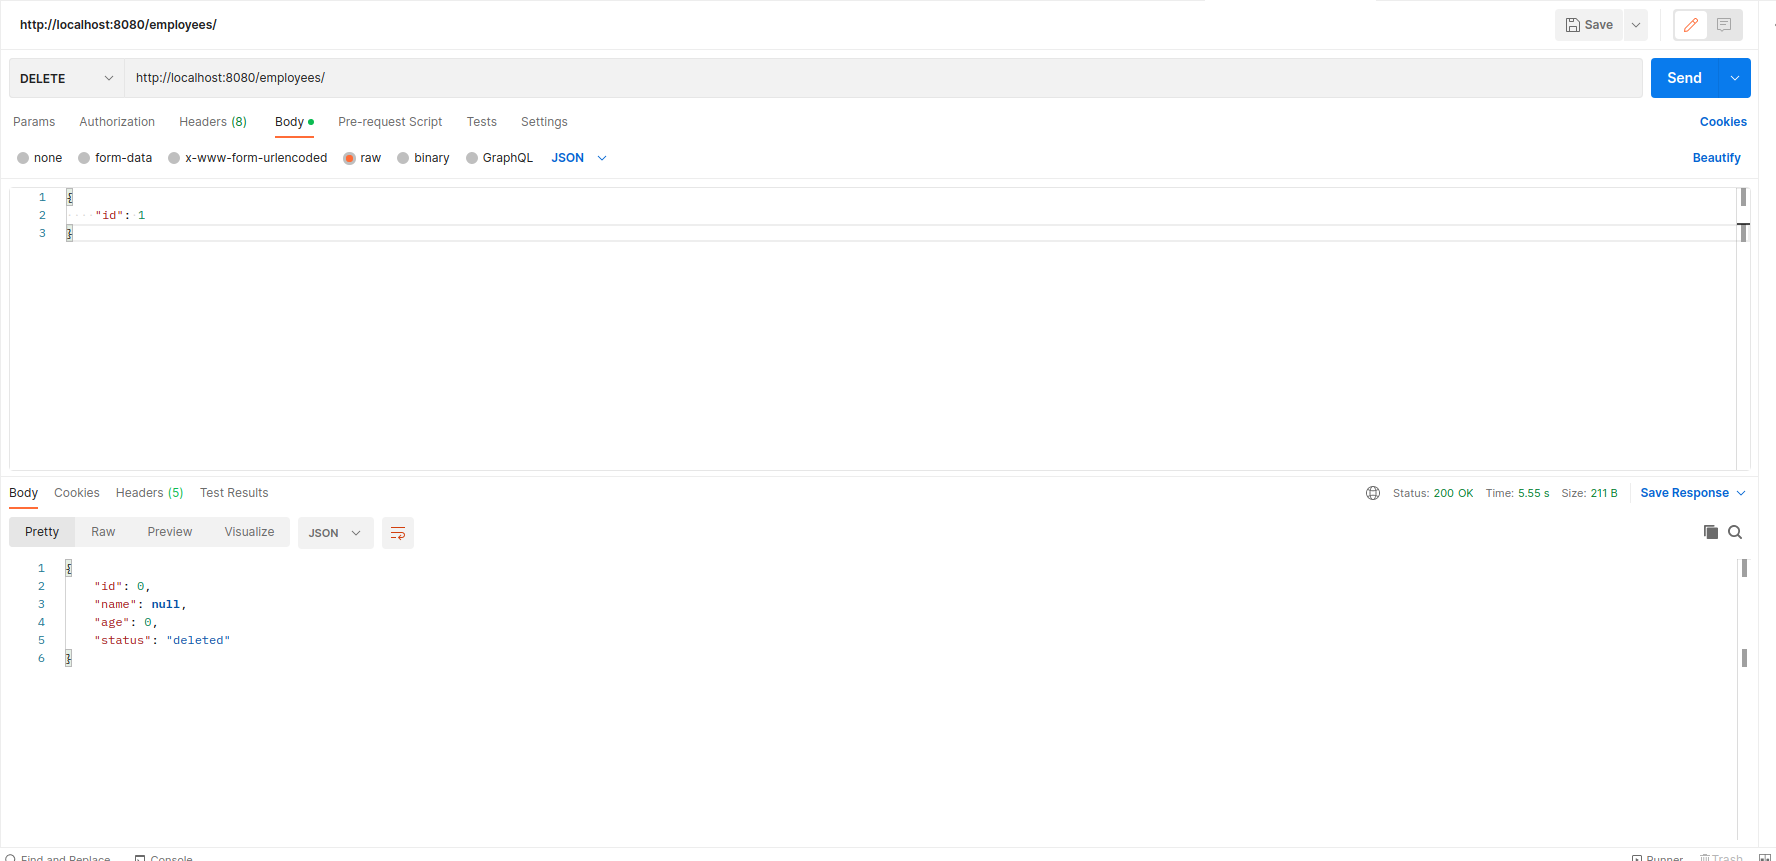 http://localhost:8080/employees/
Save
DELETE
http://localhost:8080/employees/
Send
Params Authorization Headers (8) Body Pre-request Script Tests Settings Cookies
none form-data x-www-form-urlencoded raw binary GraphQL JSON Beautify
1 {
2 "id": 1
3 }
Body Cookies Headers (5) Test Results Status: 200 OK Time: 5.55 s Size: 211 B Save Response
Pretty Raw Preview Visualize JSON
1 {
2 "id": 0,
3 "name": null,
4 "age": 0,
5 "status": "deleted"
6 }
Find and Replace Console Runner Trash